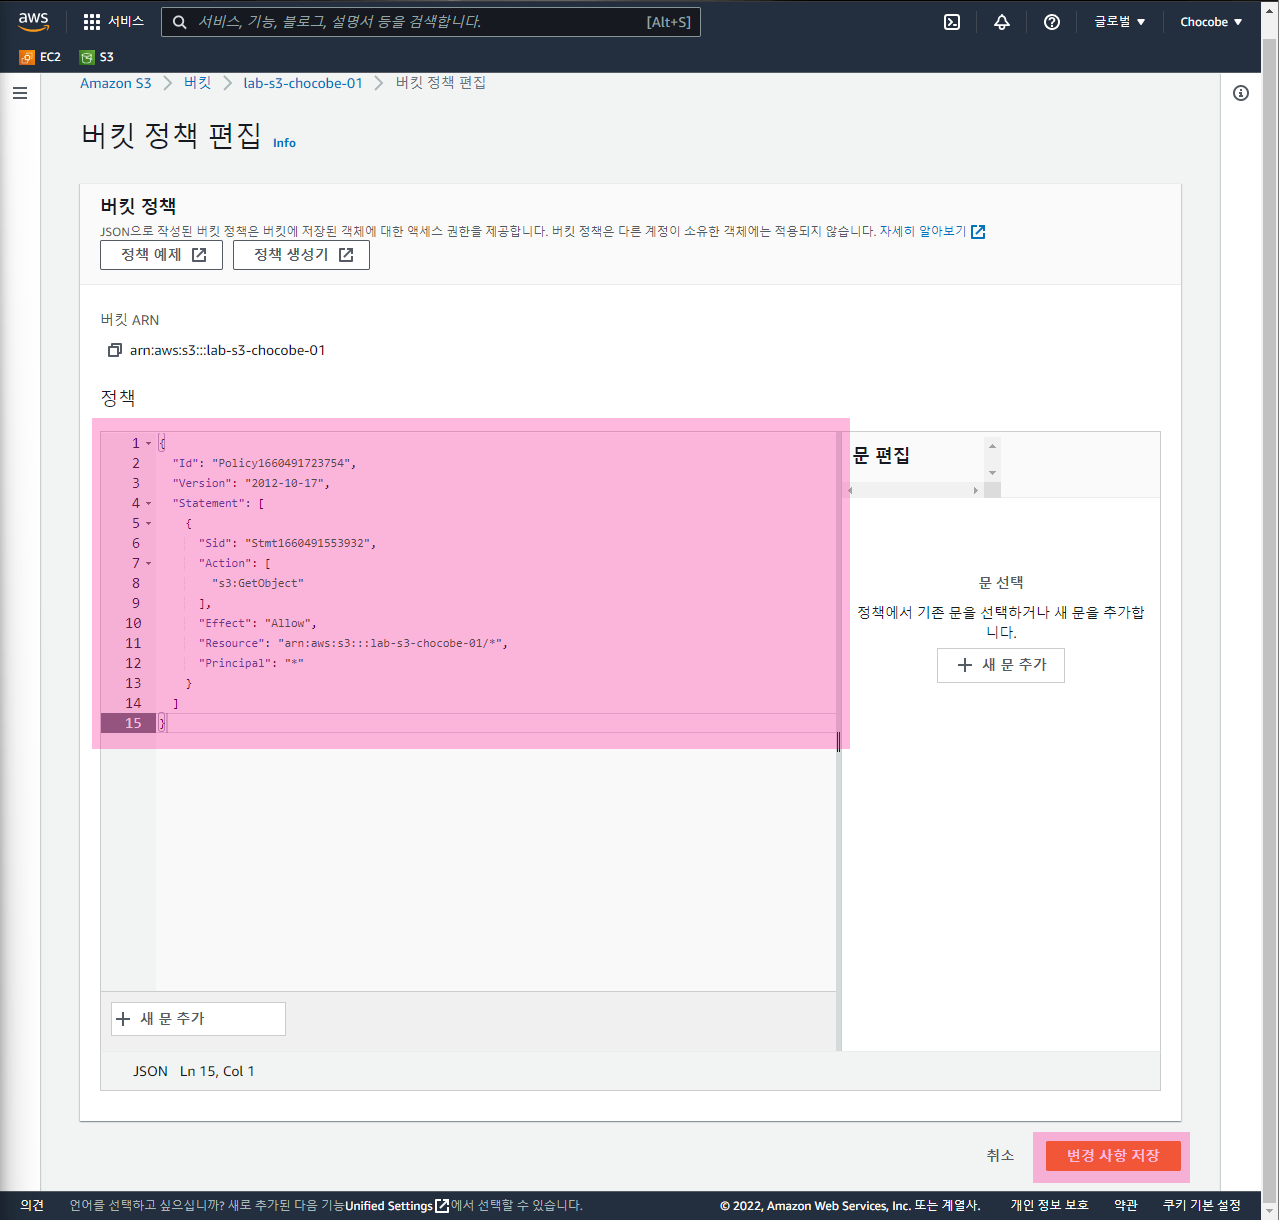 aws 서비스 서비스, 기능, 블로그, 설명서 등을 검색합니다. [Alt+S] 글로벌 Chocobe
EC2 S3
Amazon S3 버킷 lab-s3-chocobe-01 버킷 정책 편집
버킷 정책 편집 Info
버킷 정책
JSON으로 작성된 버킷 정책은 버킷에 저장된 객체에 대한 액세스 권한을 제공합니다. 버킷 정책은 다른 계정이 소유한 객체에는 적용되지 않습니다. 자세히 알아보기
정책 예제 정책 생성기
버킷 ARN
arn:aws:s3:::lab-s3-chocobe-01
정책
1 {
2 "Id": "Policy1660491723754",
3 "Version": "2012-10-17",
4 "Statement": [
5 {
6 "Sid": "Stmt1660491553932",
7 "Action": [
8 "s3:GetObject"
9 ],
10 "Effect": "Allow",
11 "Resource": "arn:aws:s3:::lab-s3-chocobe-01/*",
12 "Principal": "*"
13 }
14 ]
15 }
문 편집
문 선택
정책에서 기존 문을 선택하거나 새 문을 추가합
니다.
+ 새 문 추가
+ 새 문 추가
JSON Ln 15, Col 1
취소 변경 사항 저장
의견 언어를 선택하고 싶으십니까? 새로 추가된 다음 기능Unified Settings에서 선택할 수 있습니다. © 2022, Amazon Web Services, Inc. 또는 계열사. 개인 정보 보호 약관 쿠키 기본 설정